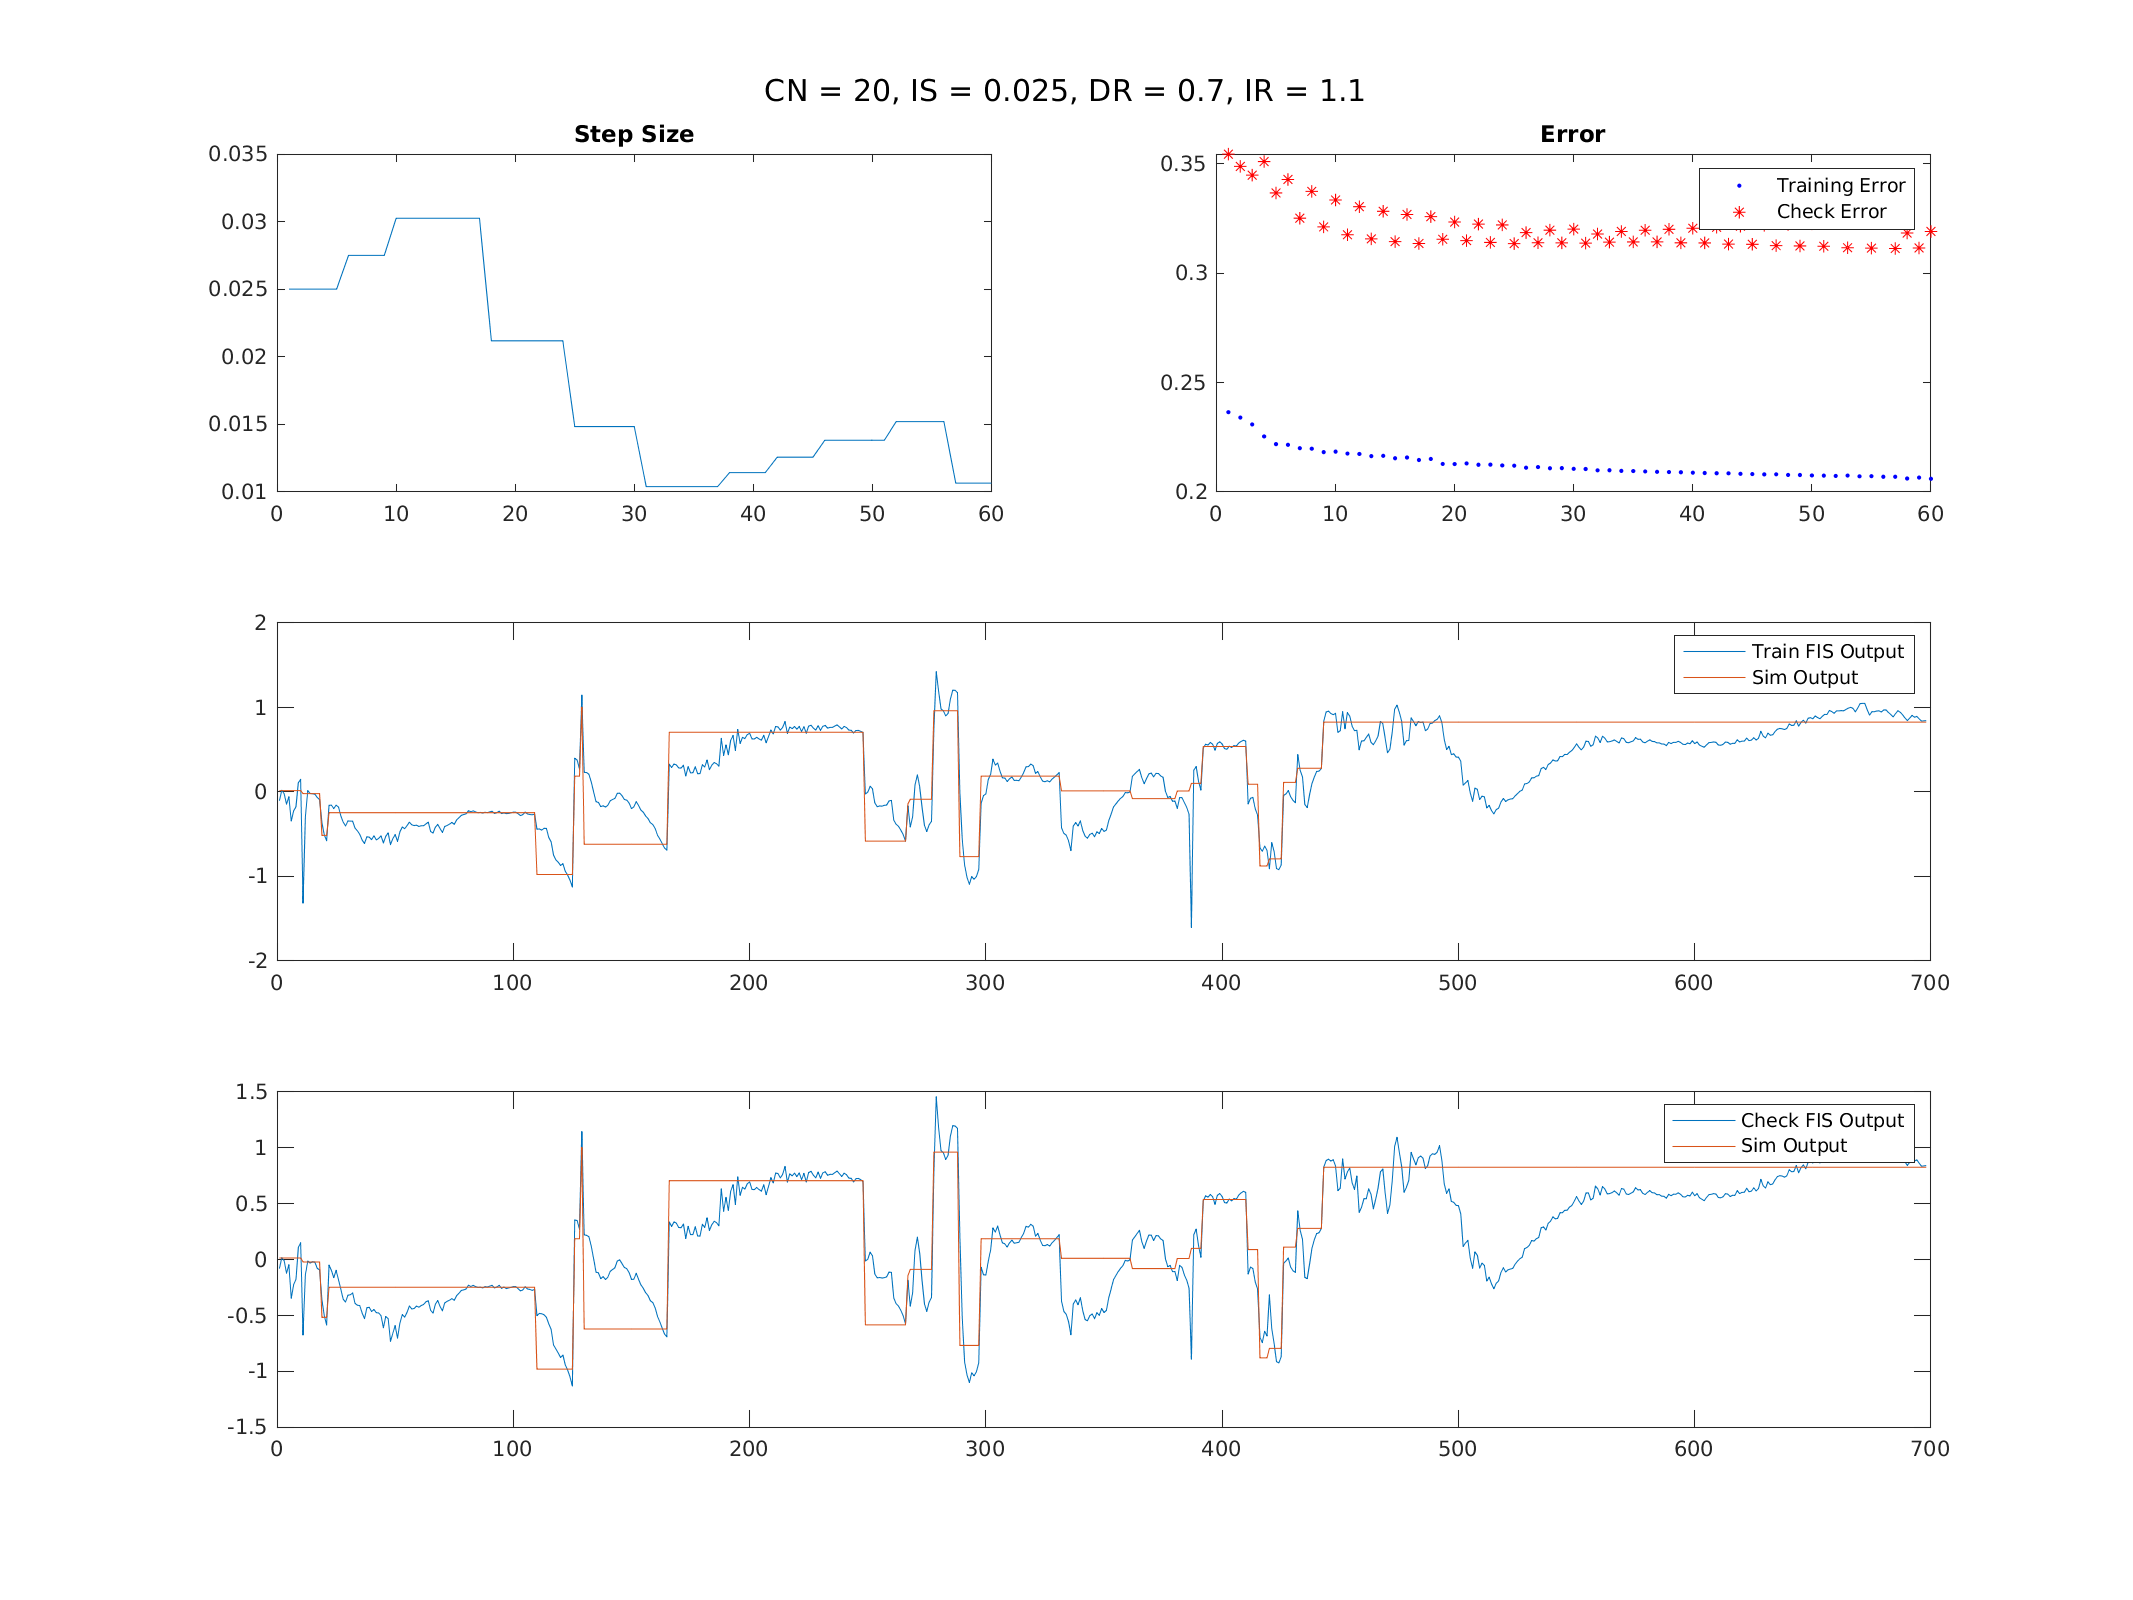 CN = 20, IS = 0.025, DR = 0.7, IR = 1.1
Step Size
0.035
0.03
0.025
0.02
0.015
0.01
0 10 20 30 40 50 60
Error
0.35
0.3
0.25
0.2
0 10 20 30 40 50 60
Training Error
Check Error
2
1
0
-1
-2
0 100 200 300 400 500 600 700
Train FIS Output
Sim Output
1.5
1
0.5
0
-0.5
-1
-1.5
0 100 200 300 400 500 600 700
Check FIS Output
Sim Output